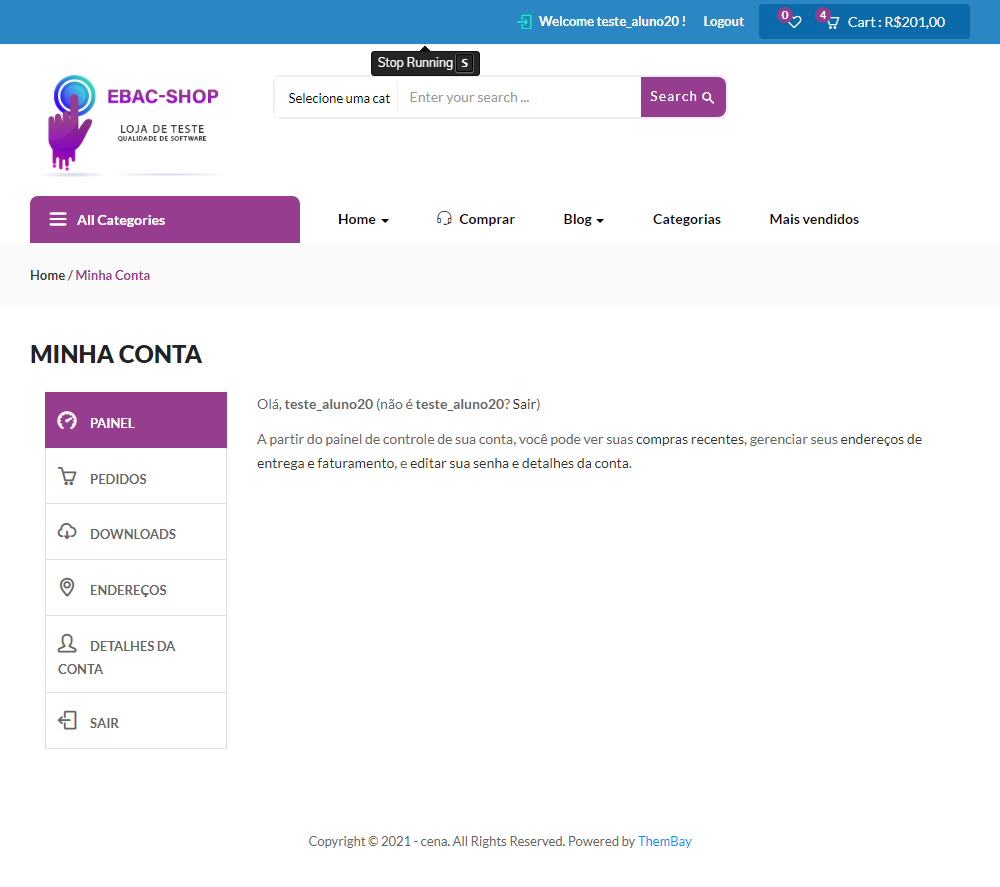 Welcome teste_aluno20 ! Logout 0 4 Cart : R$201,00
Stop Running S
EBAC-SHOP
LOJA DE TESTE
QUALIDADE DE SOFTWARE
Selecione uma cat Enter your search ... Search
All Categories Home Comprar Blog Categorias Mais vendidos
Home / Minha Conta
MINHA CONTA
PAINEL
PEDIDOS
DOWNLOADS
ENDEREÇOS
DETALHES DA
CONTA
SAIR
Olá, teste_aluno20 (não é teste_aluno20? Sair)
A partir do painel de controle de sua conta, você pode ver suas compras recentes, gerenciar seus endereços de
entrega e faturamento, e editar sua senha e detalhes da conta.
Copyright © 2021 - cena. All Rights Reserved. Powered by ThemBay